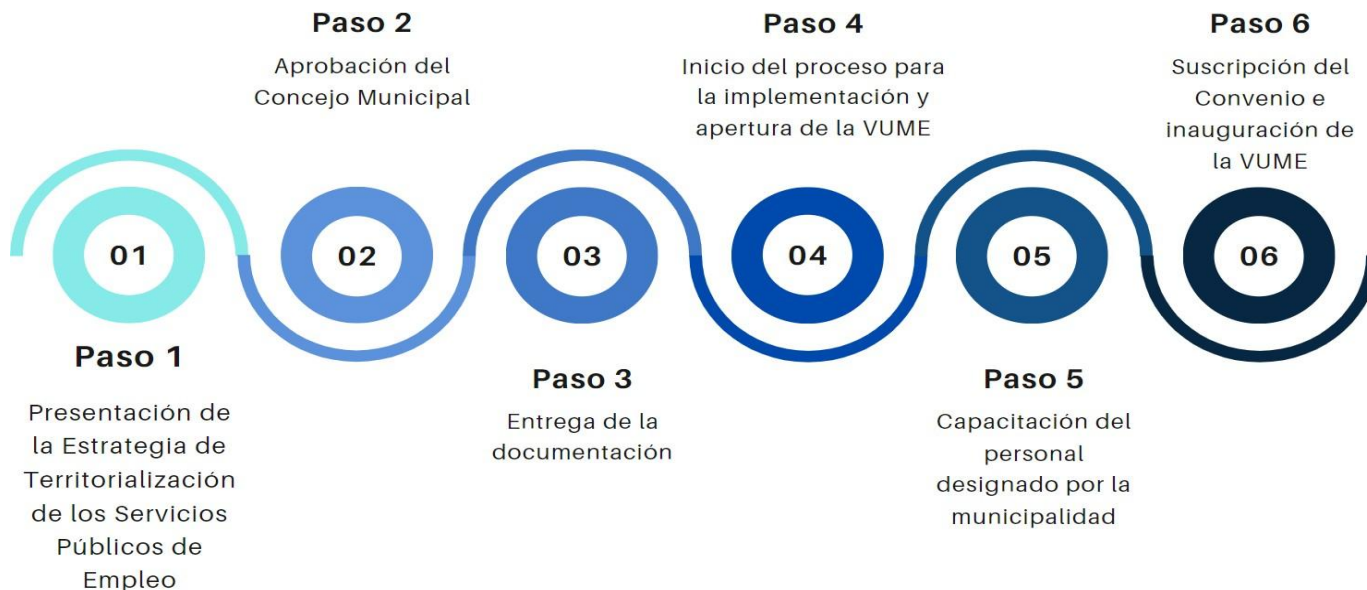 01
Paso 1
Presentación de
la Estrategia de
Territorialización
de los Servicios
Públicos de
Empleo
Paso 2
Aprobación del
Concejo Municipal
02
03
Paso 3
Entrega de la
documentación
Paso 4
Inicio del proceso para
la implementación y
apertura de la VUME
04
05
Paso 5
Capacitación del
personal
designado por la
municipalidad
Paso 6
Suscripción del
Convenio e
inauguración de
la VUME
06